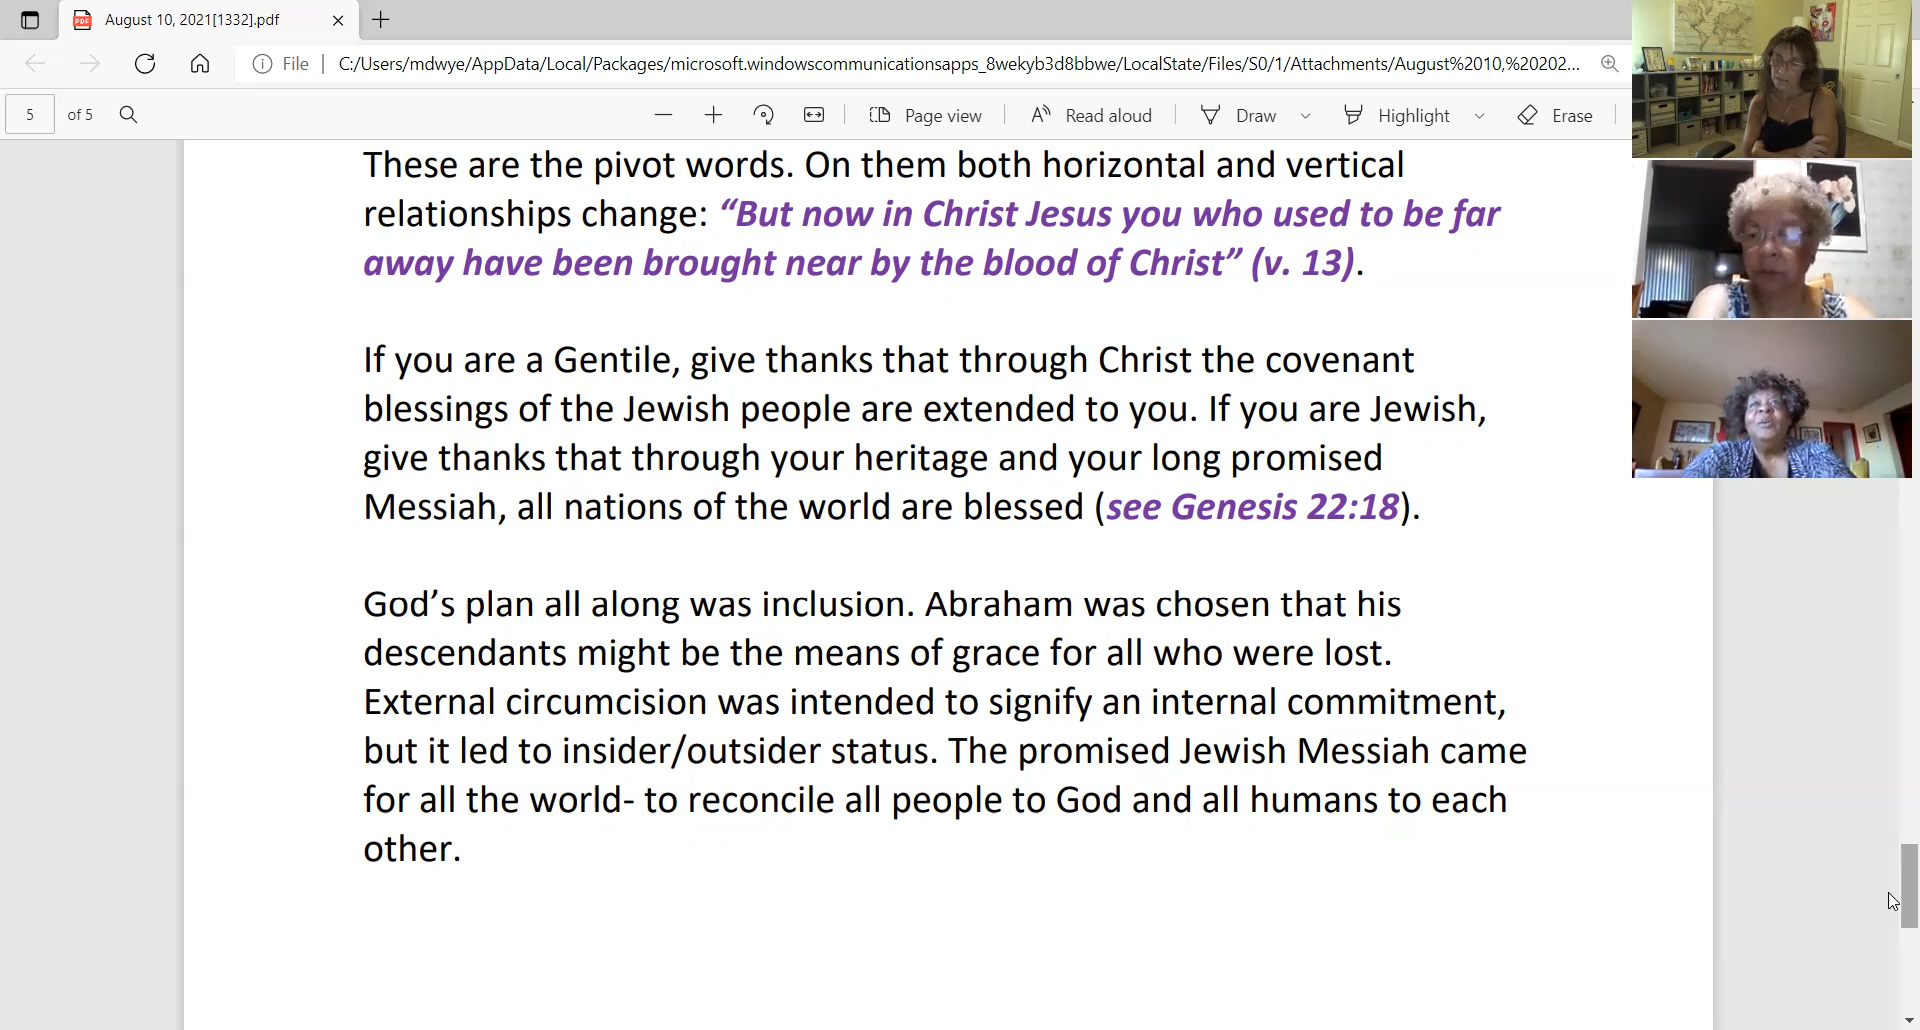 August 10, 2021[1332].pdf
File | C:/Users/mdwye/AppData/Local/Packages/microsoft.windowscommunicationsapps_8wekyb3d8bbwe/LocalState/Files/S0/1/Attachments/August%2010,%20202...
5 of 5 Page view Read aloud Draw Highlight Erase
These are the pivot words. On them both horizontal and vertical
relationships change: “But now in Christ Jesus you who used to be far
away have been brought near by the blood of Christ” (v. 13).
If you are a Gentile, give thanks that through Christ the covenant
blessings of the Jewish people are extended to you. If you are Jewish,
give thanks that through your heritage and your long promised
Messiah, all nations of the world are blessed (see Genesis 22:18).
God’s plan all along was inclusion. Abraham was chosen that his
descendants might be the means of grace for all who were lost.
External circumcision was intended to signify an internal commitment,
but it led to insider/outsider status. The promised Jewish Messiah came
for all the world- to reconcile all people to God and all humans to each
other.